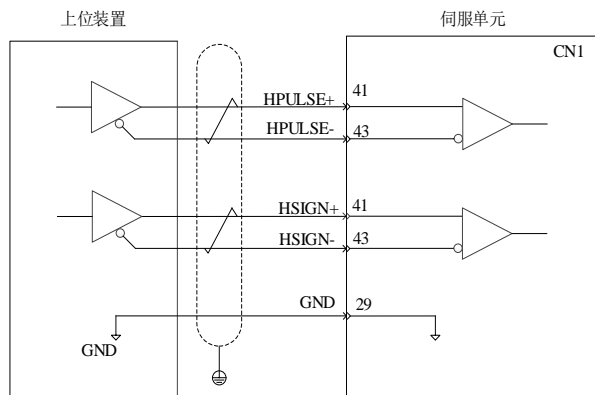 上位装置
伺服单元
CN1
HPULSE+ 41
HPULSE- 43
HSIGN+ 41
HSIGN- 43
GND 29
GND